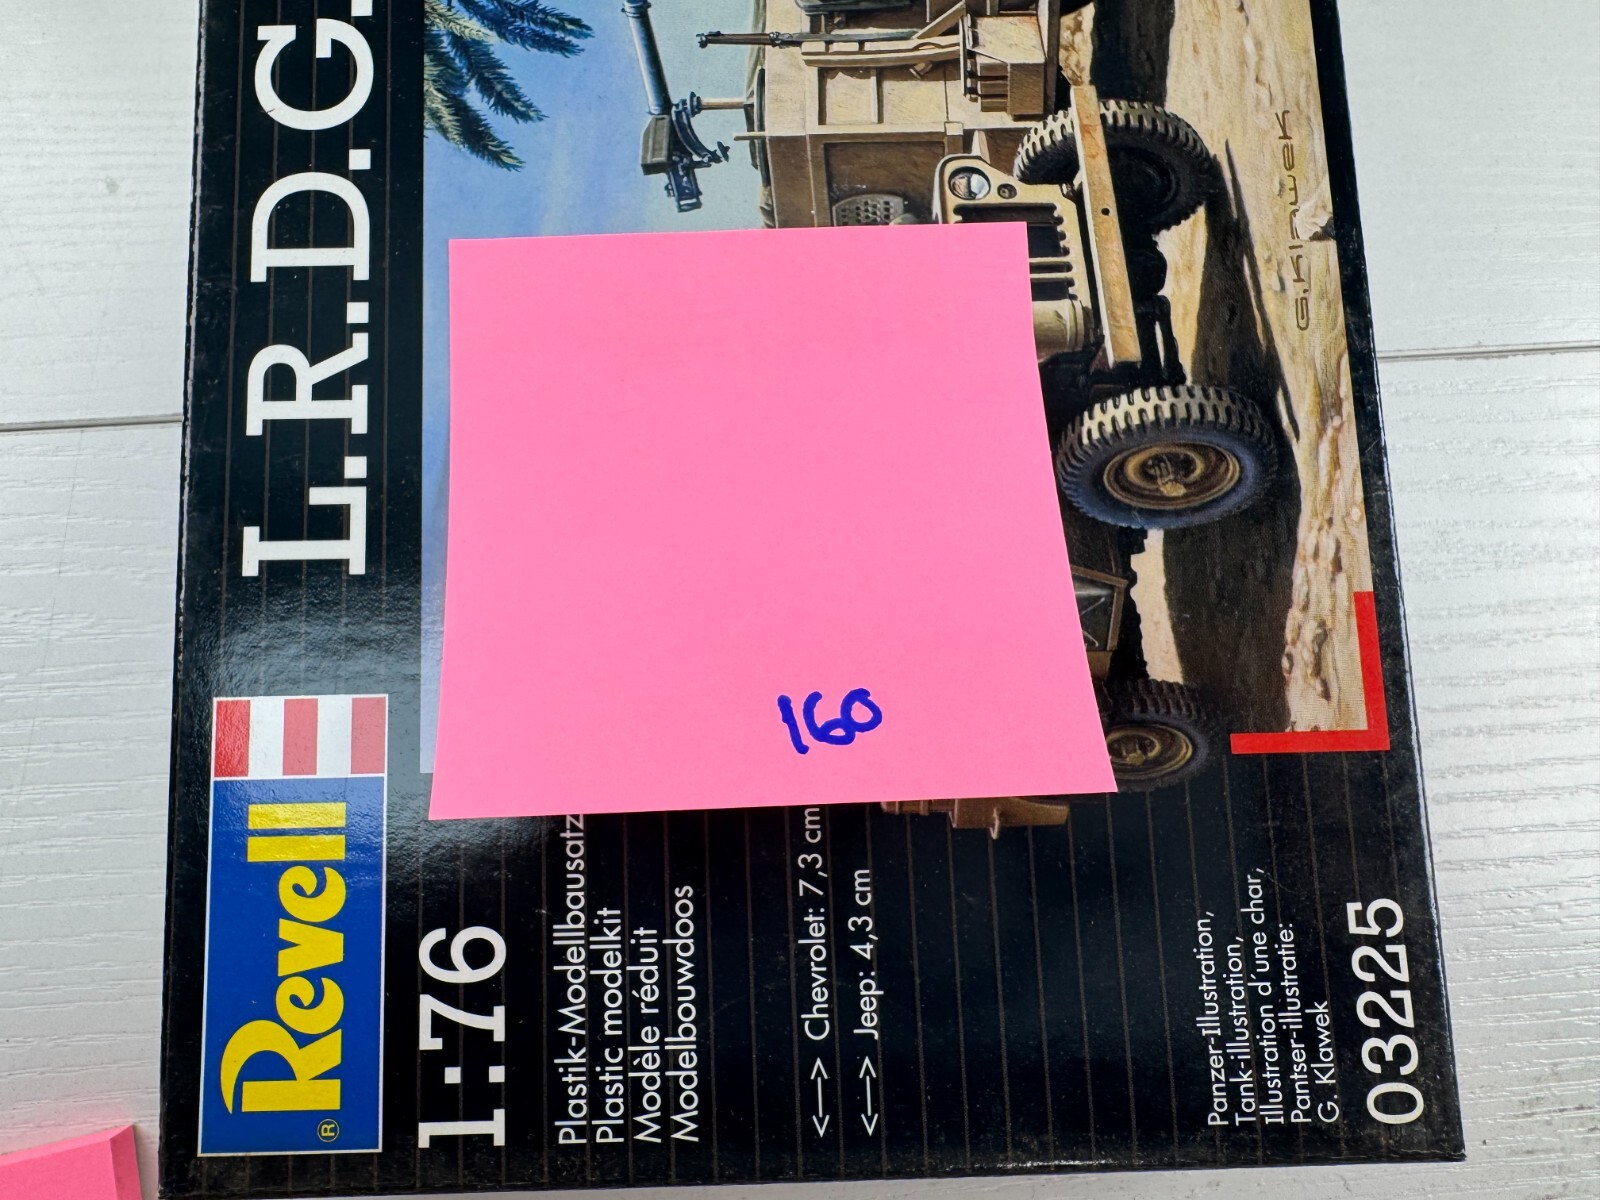 L.R.D.G.
Revell
®
1:76
Plastik-Modellbausatz
Plastic modelkit
Modèle réduit
Modelbouwdoos
<—> Chevrolet: 7,3 cm
<—> Jeep: 4,3 cm
Panzer-Illustration,
Tank-illustration,
Illustration d'une char,
Pantser-illustratie:
G. Klawek
03225
G.Klawek
160